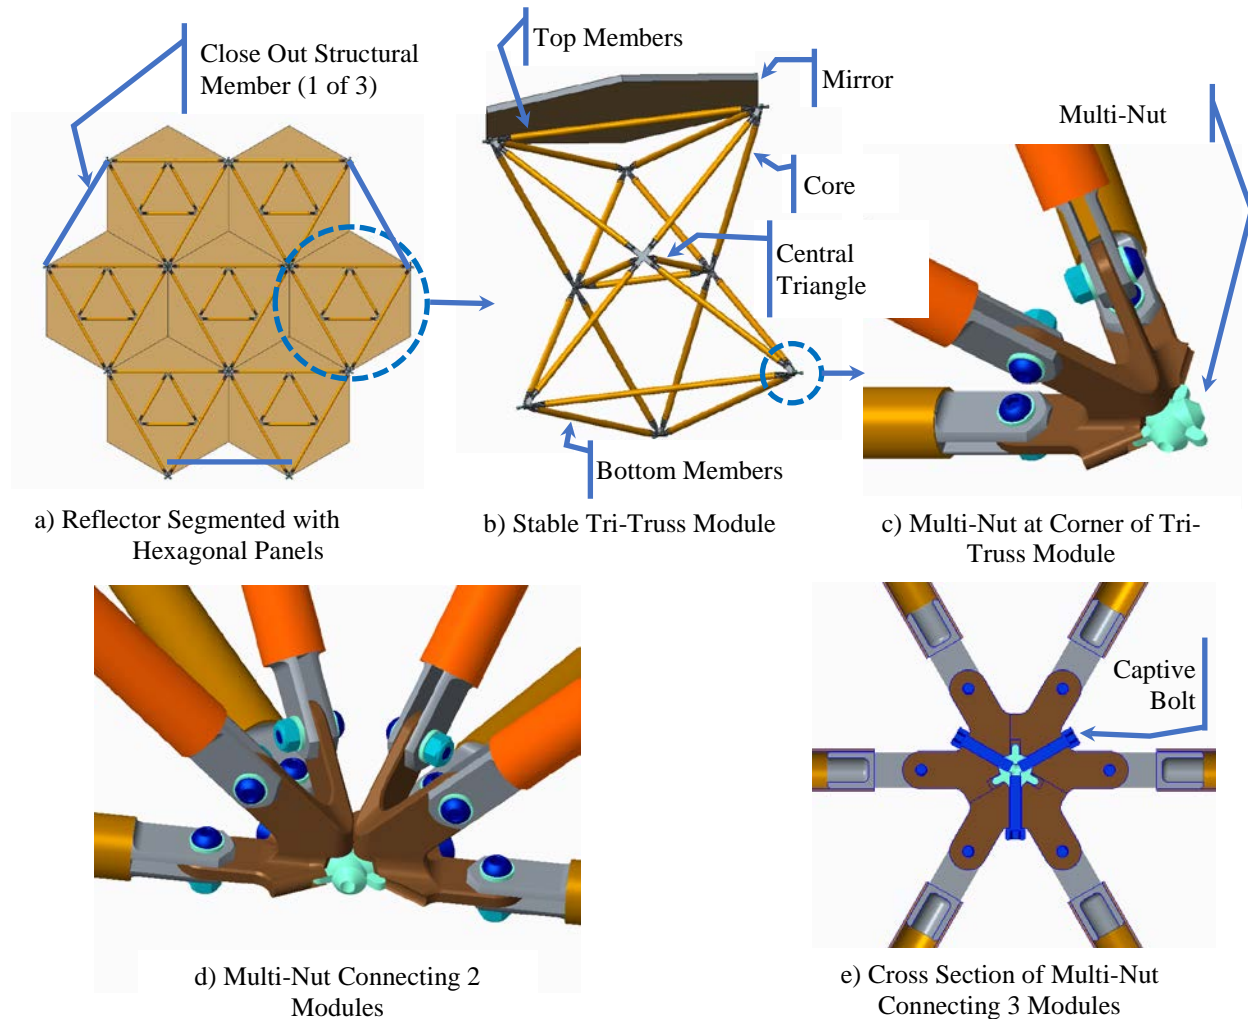 Close Out Structural
Member (1 of 3)
Top Members
Mirror
Multi-Nut
Core
Central
Triangle
Bottom Members
a) Reflector Segmented with
Hexagonal Panels
b) Stable Tri-Truss Module
c) Multi-Nut at Corner of Tri-
Truss Module
Captive
Bolt
d) Multi-Nut Connecting 2
Modules
e) Cross Section of Multi-Nut
Connecting 3 Modules